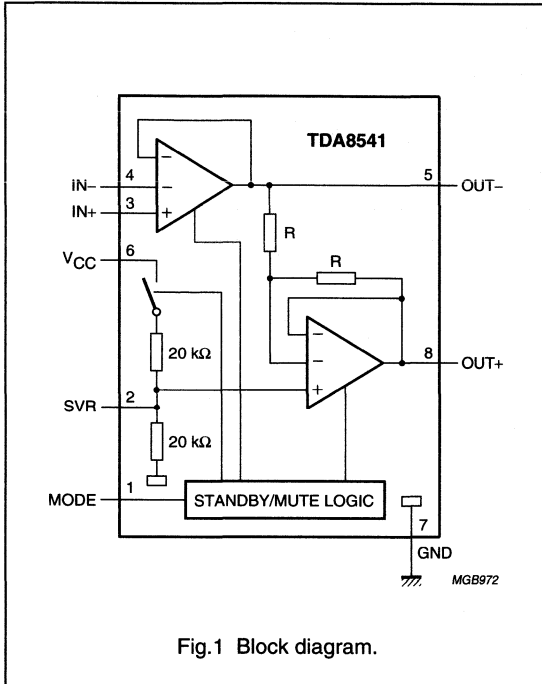 TDA8541
IN−
4
−
−
5
OUT−
IN+
3
+
R
6
VCC
R
20 kΩ
−
−
+
8
OUT+
SVR
2
20 kΩ
MODE
1
STANDBY/MUTE LOGIC
7
GND
MGB972
Fig.1 Block diagram.